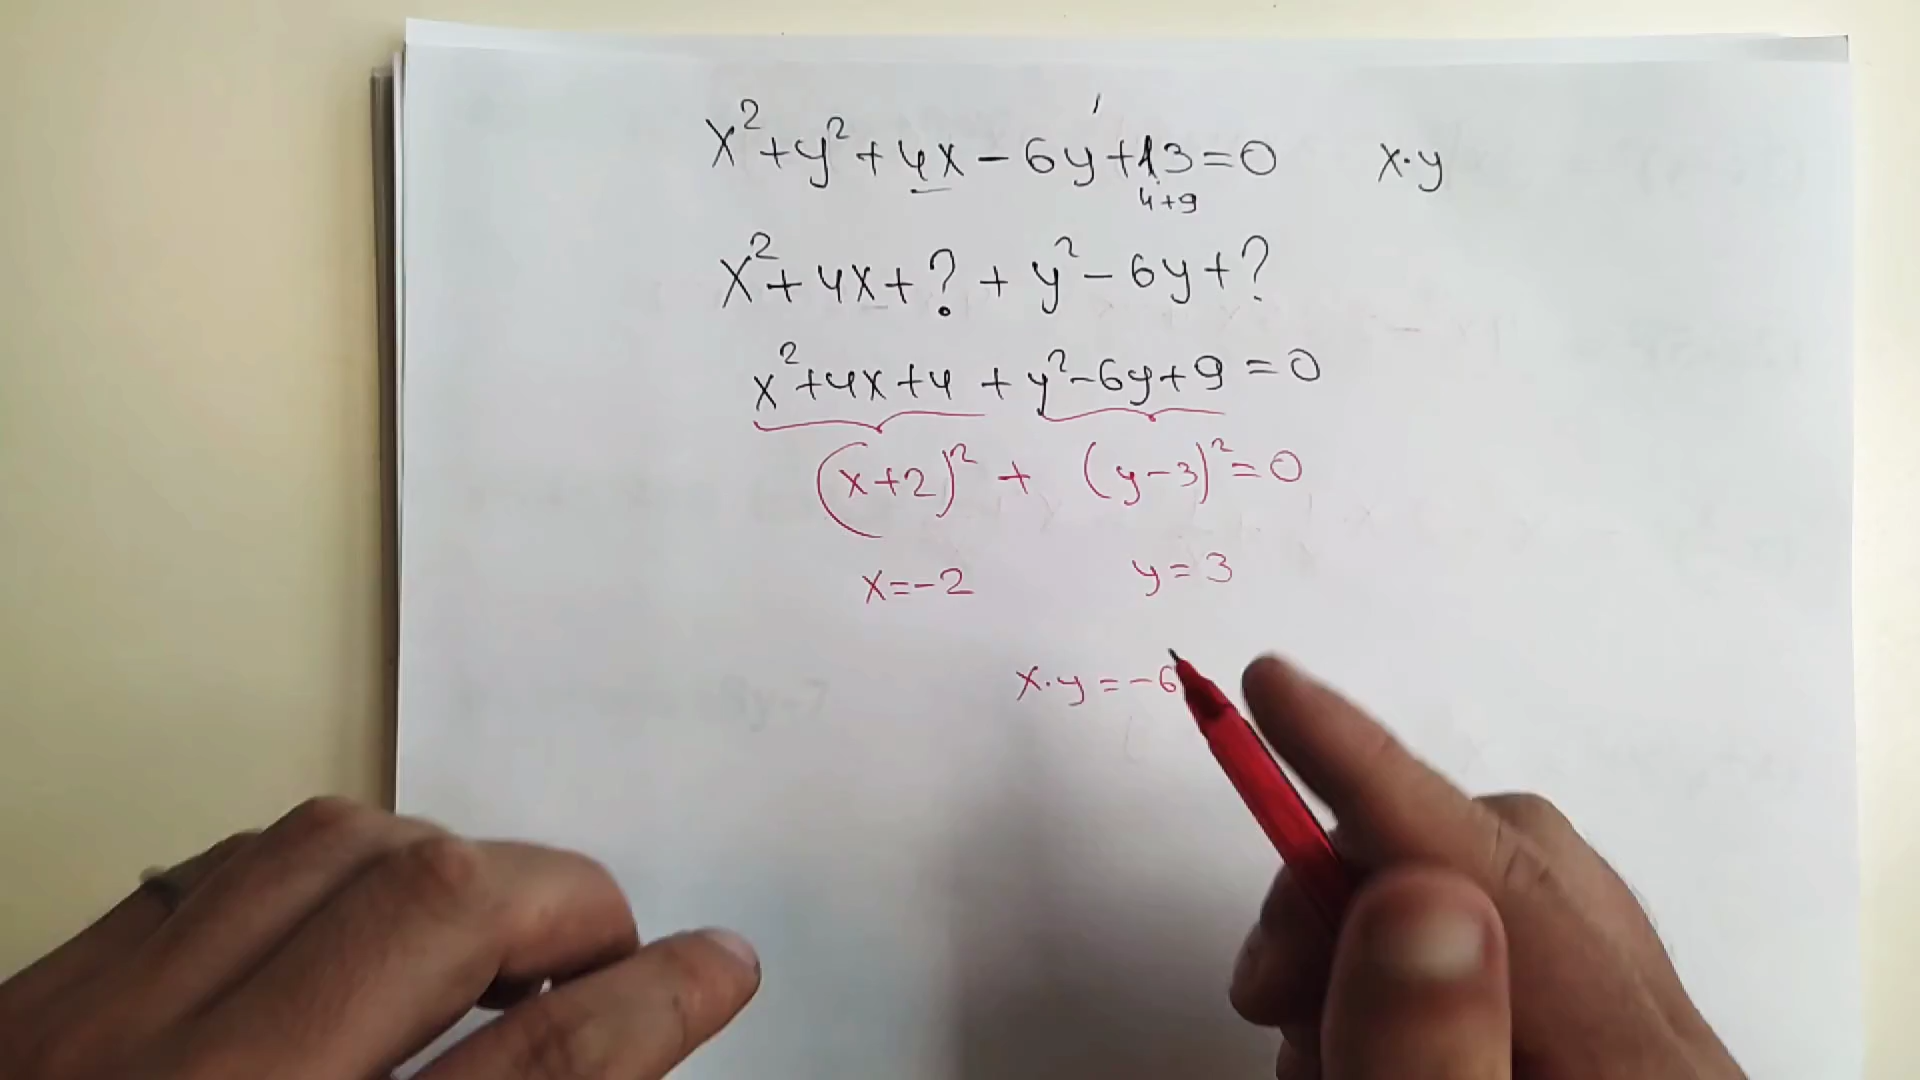 x²+y²+4x-6y+13=0 x·y
4+9
x²+4x+?+y²-6y+?
x²+4x+4+y²-6y+9=0
(x+2)²+(y-3)²=0
x=-2 y=3
x·y=-6